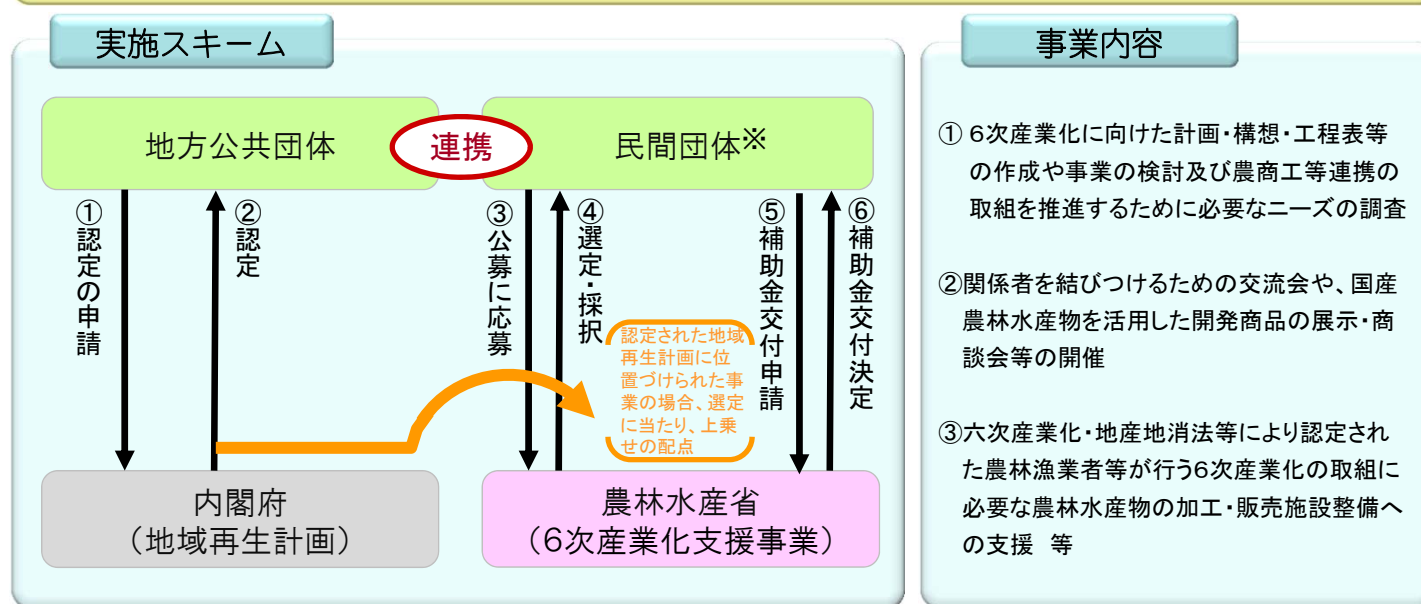 実施スキーム
地方公共団体
連携
民間団体※
①認定の申請
②認定
③公募に応募
④選定・採択
⑤補助金交付申請
⑥補助金交付決定
認定された地域
再生計画に位
置づけられた事
業の場合、選定
に当たり、上乗
せの配点
内閣府
（地域再生計画）
農林水産省
（6次産業化支援事業）
事業内容
① 6次産業化に向けた計画・構想・工程表等
の作成や事業の検討及び農商工等連携の
取組を推進するために必要なニーズの調査
②関係者を結びつけるための交流会や、国産
農林水産物を活用した開発商品の展示・商
談会等の開催
③六次産業化・地産地消法等により認定され
た農林漁業者等が行う6次産業化の取組に
必要な農林水産物の加工・販売施設整備へ
の支援　等